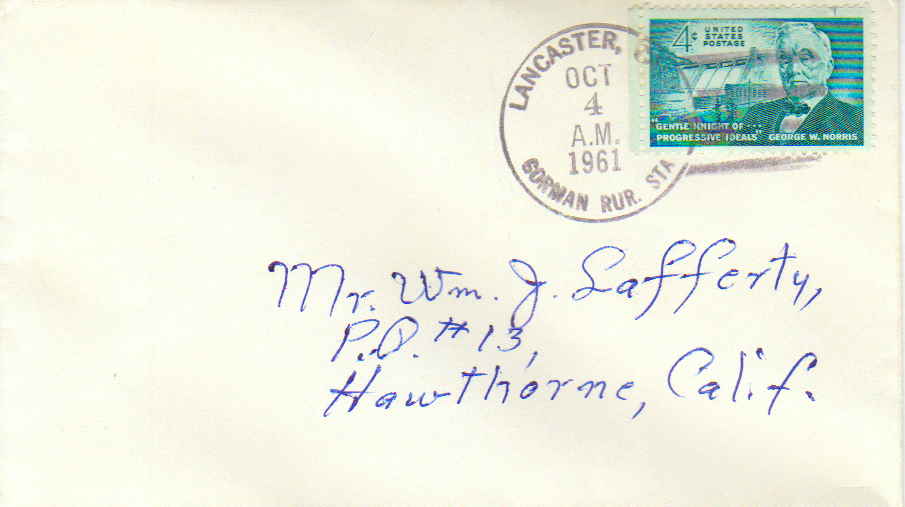 LANCASTER,
OCT
4
A.M.
1961
GORMAN RUR. STA
4¢ UNITED
STATES
POSTAGE
"GENTLE KNIGHT OF
PROGRESSIVE IDEALS" GEORGE W. NORRIS
Mr. Wm. J. Lafferty,
P.O. #13,
Hawthorne, Calif.